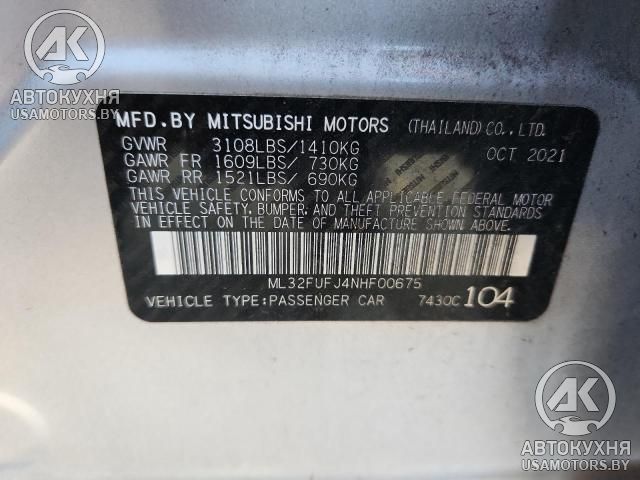 AK
АВТОКУХНЯ
USAMOTORS.BY
MFD.BY MITSUBISHI MOTORS (THAILAND)CO.,LTD.
GVWR 3108LBS/1410KG OCT 2021
GAWR FR 1609LBS/ 730KG
GAWR RR 1521LBS/ 690KG
THIS VEHICLE CONFORMS TO ALL APPLICABLE FEDERAL MOTOR
VEHICLE SAFETY, BUMPER, AND THEFT PREVENTION STANDARDS
IN EFFECT ON THE DATE OF MANUFACTURE SHOWN ABOVE.
ML32FUFJ4NHF00675
VEHICLE TYPE:PASSENGER CAR 7430C 104
AK
АВТОКУХНЯ
USAMOTORS.BY